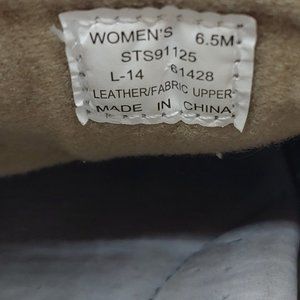 WOMEN'S 6.5M
STS91125
L-14 61428
LEATHER/FABRIC UPPER
MADE IN CHINA